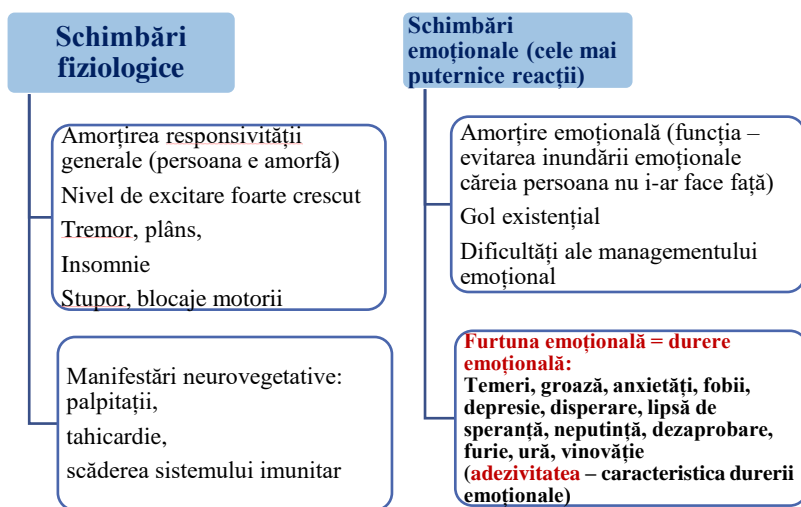 Schimbări
fiziologice
Amorțirea responsivității
generale (persoana e amorfă)
Nivel de excitare foarte crescut
Tremor, plâns,
Insomnie
Stupor, blocaje motorii
Manifestări neurovegetative:
palpitații,
tahicardie,
scăderea sistemului imunitar
Schimbări
emoționale (cele mai
puternice reacții)
Amorțire emoțională (funcția –
evitarea inundării emoționale
căreia persoana nu i-ar face față)
Gol existențial
Dificultăți ale managementului
emoțional
Furtuna emoțională = durere
emoțională:
Temeri, groază, anxietăți, fobii,
depresie, disperare, lipsă de
speranță, neputință, dezaprobare,
furie, ură, vinovăție
(adezivitatea – caracteristica durerii
emoționale)